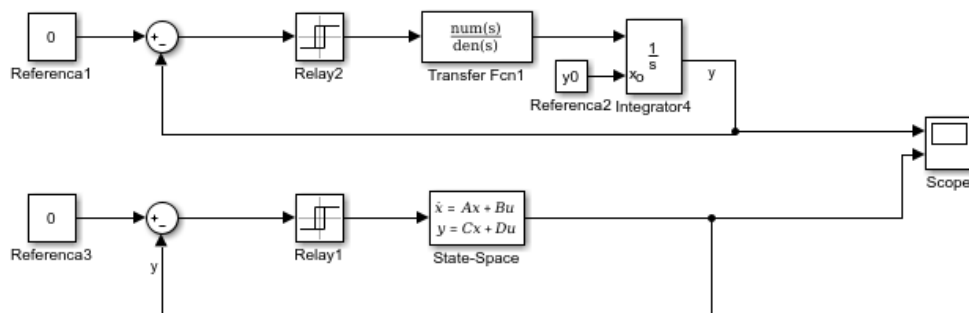 0
+
−
Referenca1
Relay2
num(s)
den(s)
Transfer Fcn1
y0
Referenca2
1
s
xo
Integrator4
y
Scope
0
+
−
Referenca3
Relay1
ẋ = Ax + Bu
y = Cx + Du
State-Space
y